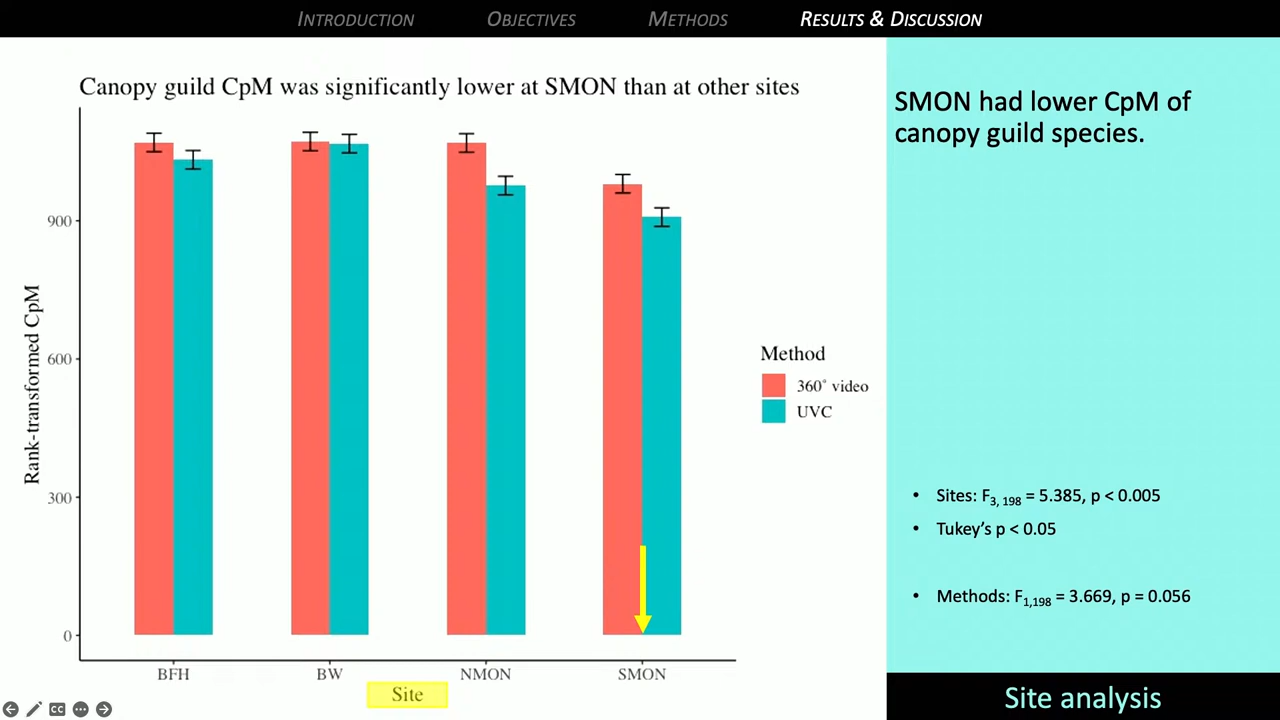 INTRODUCTION OBJECTIVES METHODS RESULTS & DISCUSSION
Canopy guild CpM was significantly lower at SMON than at other sites
SMON had lower CpM of
canopy guild species.
Rank-transformed CpM
900
600
300
0
BFH BW NMON SMON
Site
Method
360° video
UVC
• Sites: F3, 198 = 5.385, p < 0.005
• Tukey's p < 0.05
• Methods: F1,198 = 3.669, p = 0.056
Site analysis
CC